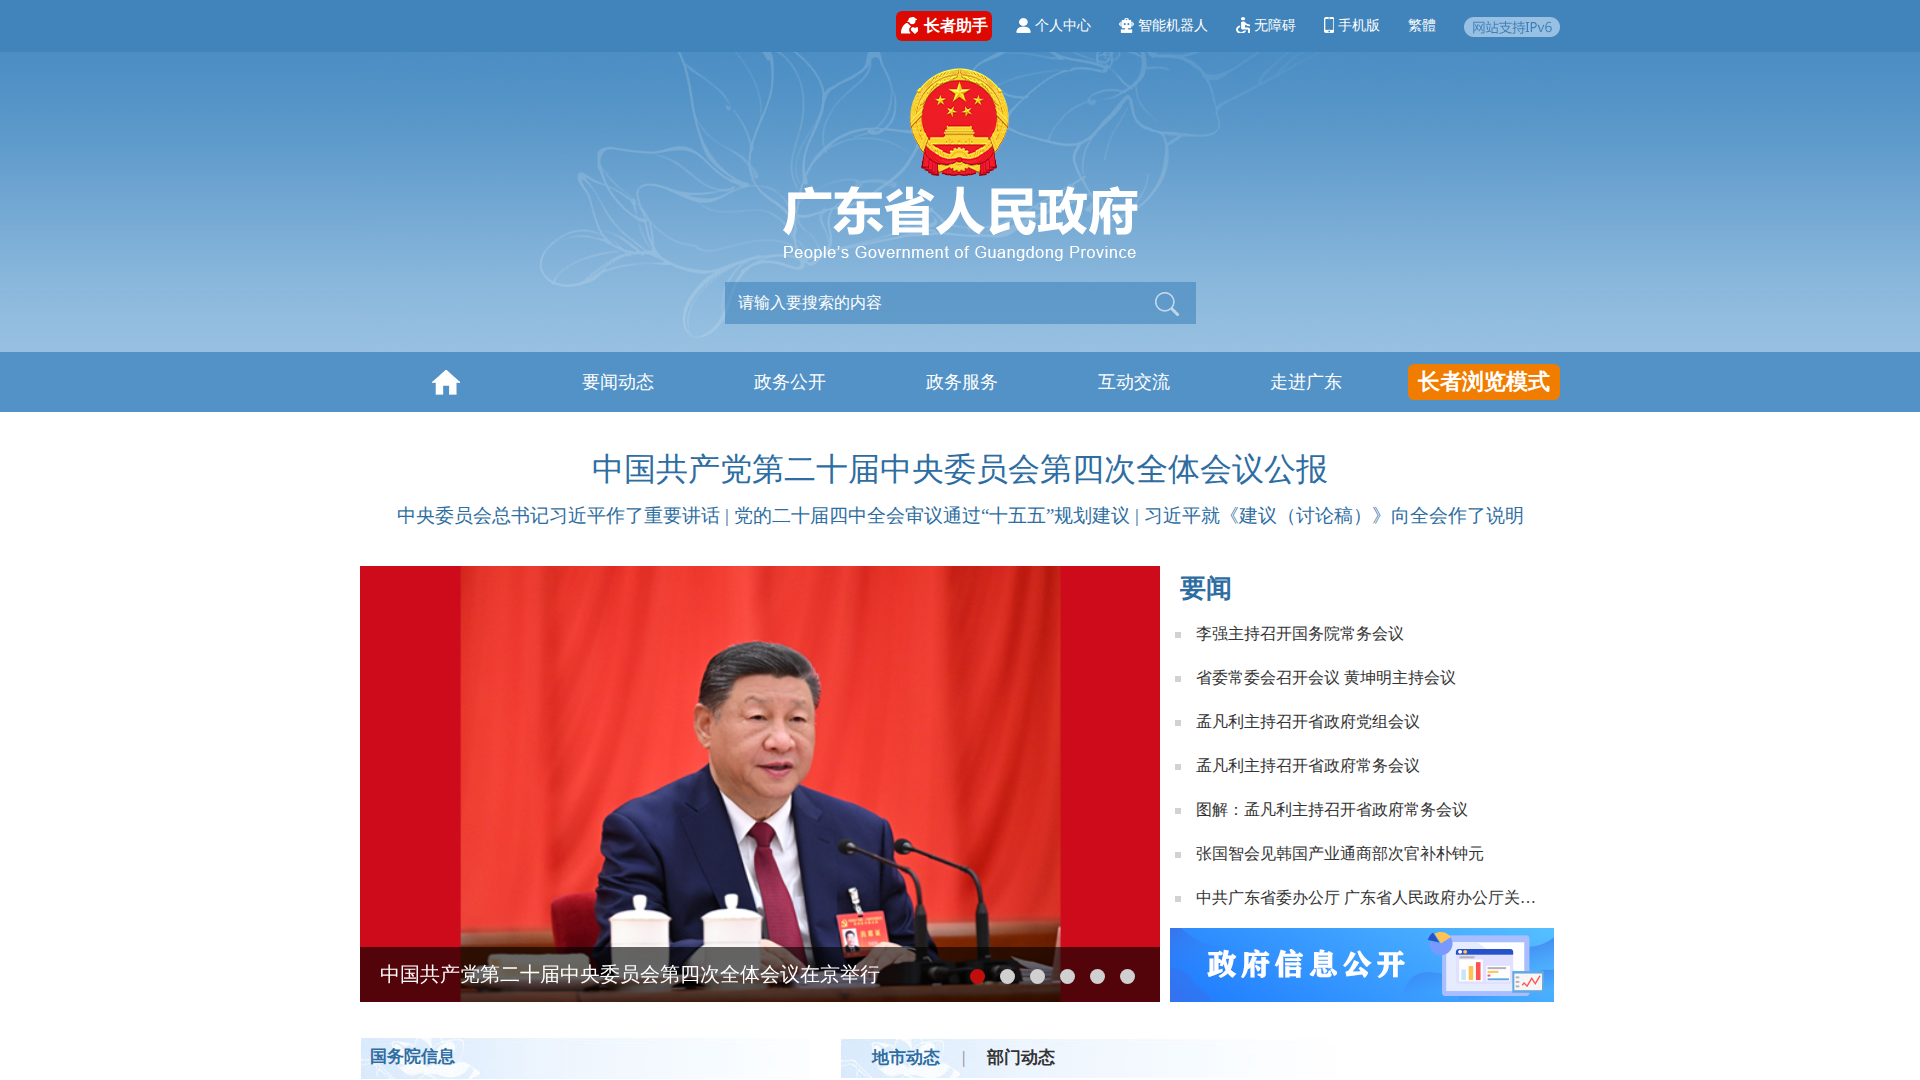 长者助手
个人中心
智能机器人
无障碍
手机版
繁體
网站支持IPv6
广东省人民政府
People's Government of Guangdong Province
请输入要搜索的内容
要闻动态
政务公开
政务服务
互动交流
走进广东
长者浏览模式
中国共产党第二十届中央委员会第四次全体会议公报
中央委员会总书记习近平作了重要讲话 | 党的二十届四中全会审议通过“十五五”规划建议 | 习近平就《建议（讨论稿）》向全会作了说明
中国共产党第二十届中央委员会第四次全体会议在京举行
要闻
李强主持召开国务院常务会议
省委常委会召开会议 黄坤明主持会议
孟凡利主持召开省政府党组会议
孟凡利主持召开省政府常务会议
图解：孟凡利主持召开省政府常务会议
张国智会见韩国产业通商部次官补朴钟元
中共广东省委办公厅 广东省人民政府办公厅关…
政府信息公开
国务院信息
地市动态 | 部门动态